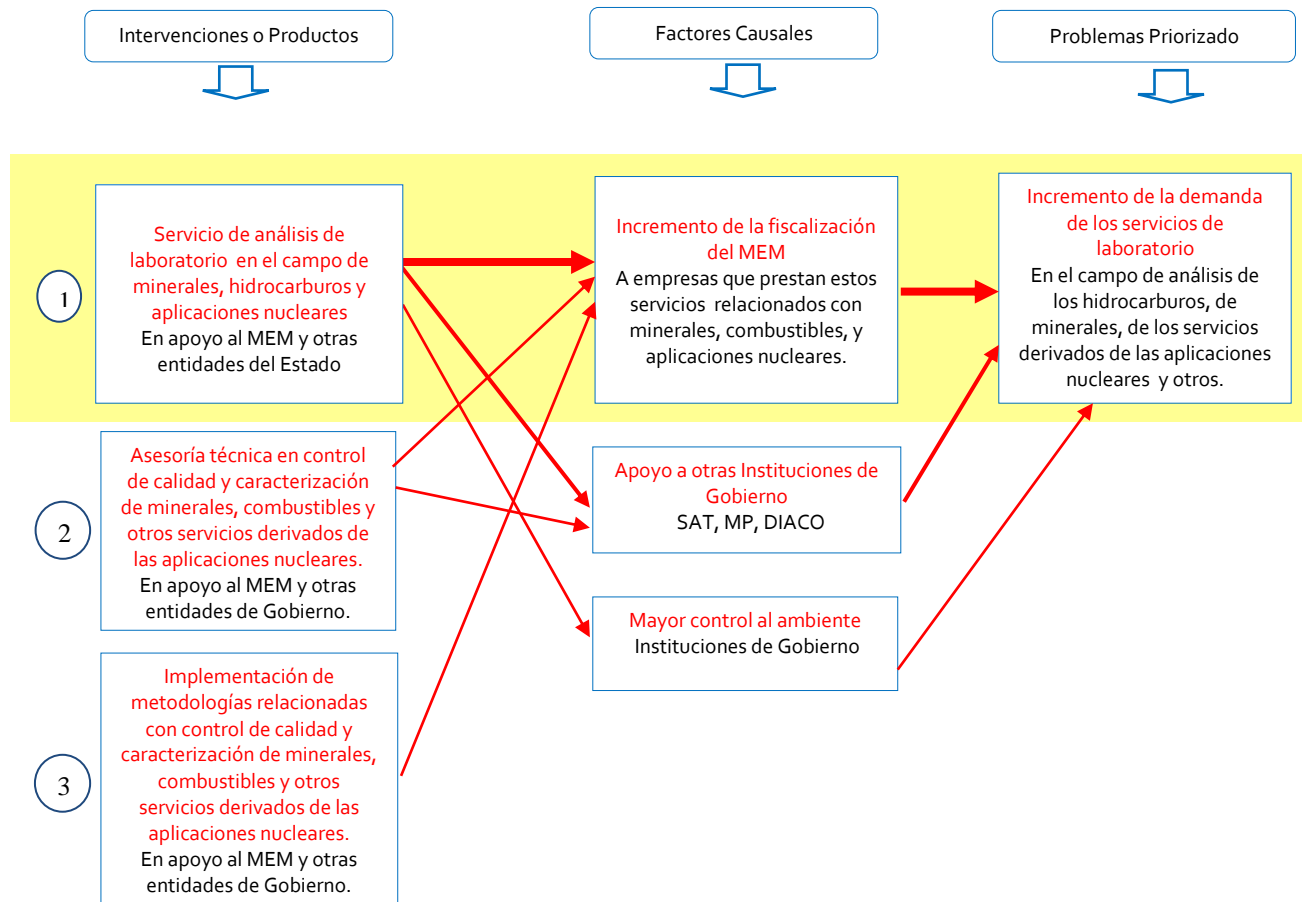 Intervenciones o Productos
Factores Causales
Problemas Priorizado
1
Servicio de análisis de
laboratorio en el campo de
minerales, hidrocarburos y
aplicaciones nucleares
En apoyo al MEM y otras
entidades del Estado
Incremento de la fiscalización
del MEM
A empresas que prestan estos
servicios relacionados con
minerales, combustibles, y
aplicaciones nucleares.
Incremento de la demanda
de los servicios de
laboratorio
En el campo de análisis de
los hidrocarburos, de
minerales, de los servicios
derivados de las aplicaciones
nucleares y otros.
2
Asesoría técnica en control
de calidad y caracterización
de minerales, combustibles y
otros servicios derivados de
las aplicaciones nucleares.
En apoyo al MEM y otras
entidades de Gobierno.
Apoyo a otras Instituciones de
Gobierno
SAT, MP, DIACO
Mayor control al ambiente
Instituciones de Gobierno
3
Implementación de
metodologías relacionadas
con control de calidad y
caracterización de minerales,
combustibles y otros
servicios derivados de las
aplicaciones nucleares.
En apoyo al MEM y otras
entidades de Gobierno.